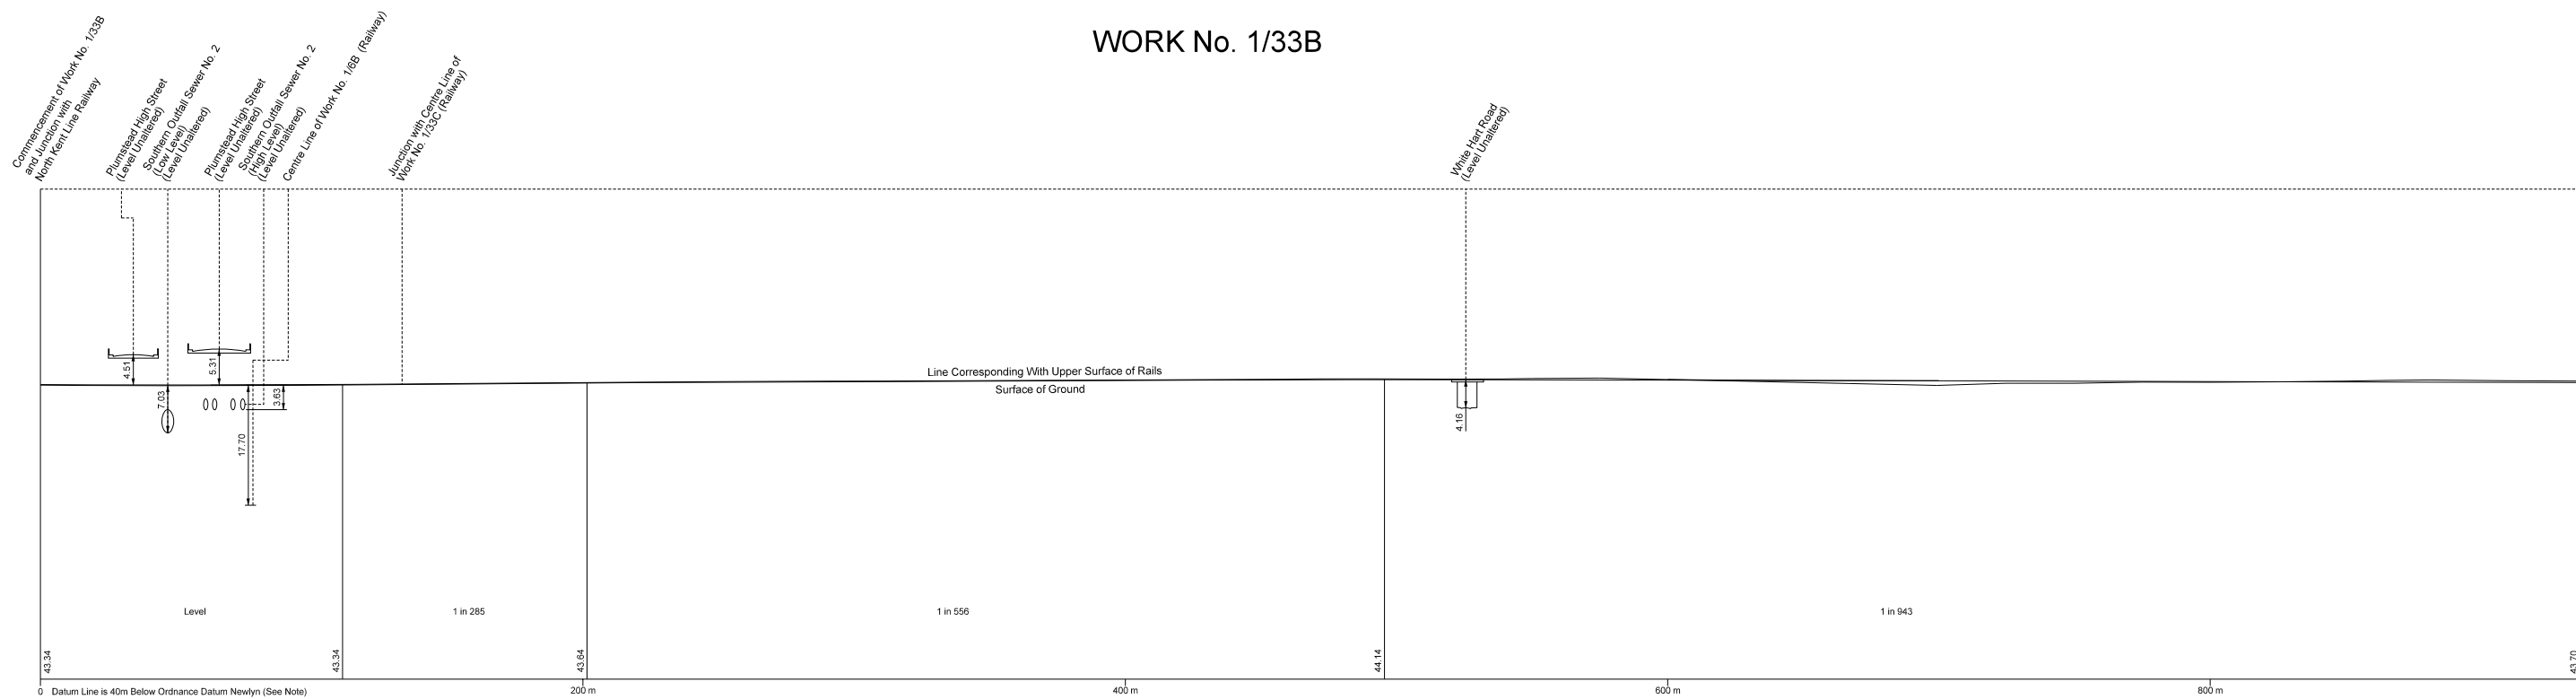 WORK No. 1/33B
Commencement of Work No. 1/33B
and Junction with
North Kent Line Railway
Plumstead High Street
(Level Unaltered)
Southern Outfall Sewer No. 2
(Low Level)
(Level Unaltered)
Plumstead High Street
(Level Unaltered)
Southern Outfall Sewer No. 2
(High Level)
(Level Unaltered)
Centre Line of Work No. 1/6B (Railway)
Junction with Centre Line of
Work No. 1/33C (Railway)
White Hart Road
(Level Unaltered)
4.51
5.31
7.03
3.63
17.70
Line Corresponding With Upper Surface of Rails
Surface of Ground
4.16
Level
1 in 285
1 in 556
1 in 943
43.34
43.34
43.64
44.14
43.70
0
Datum Line is 40m Below Ordnance Datum Newlyn (See Note)
200 m
400 m
600 m
800 m